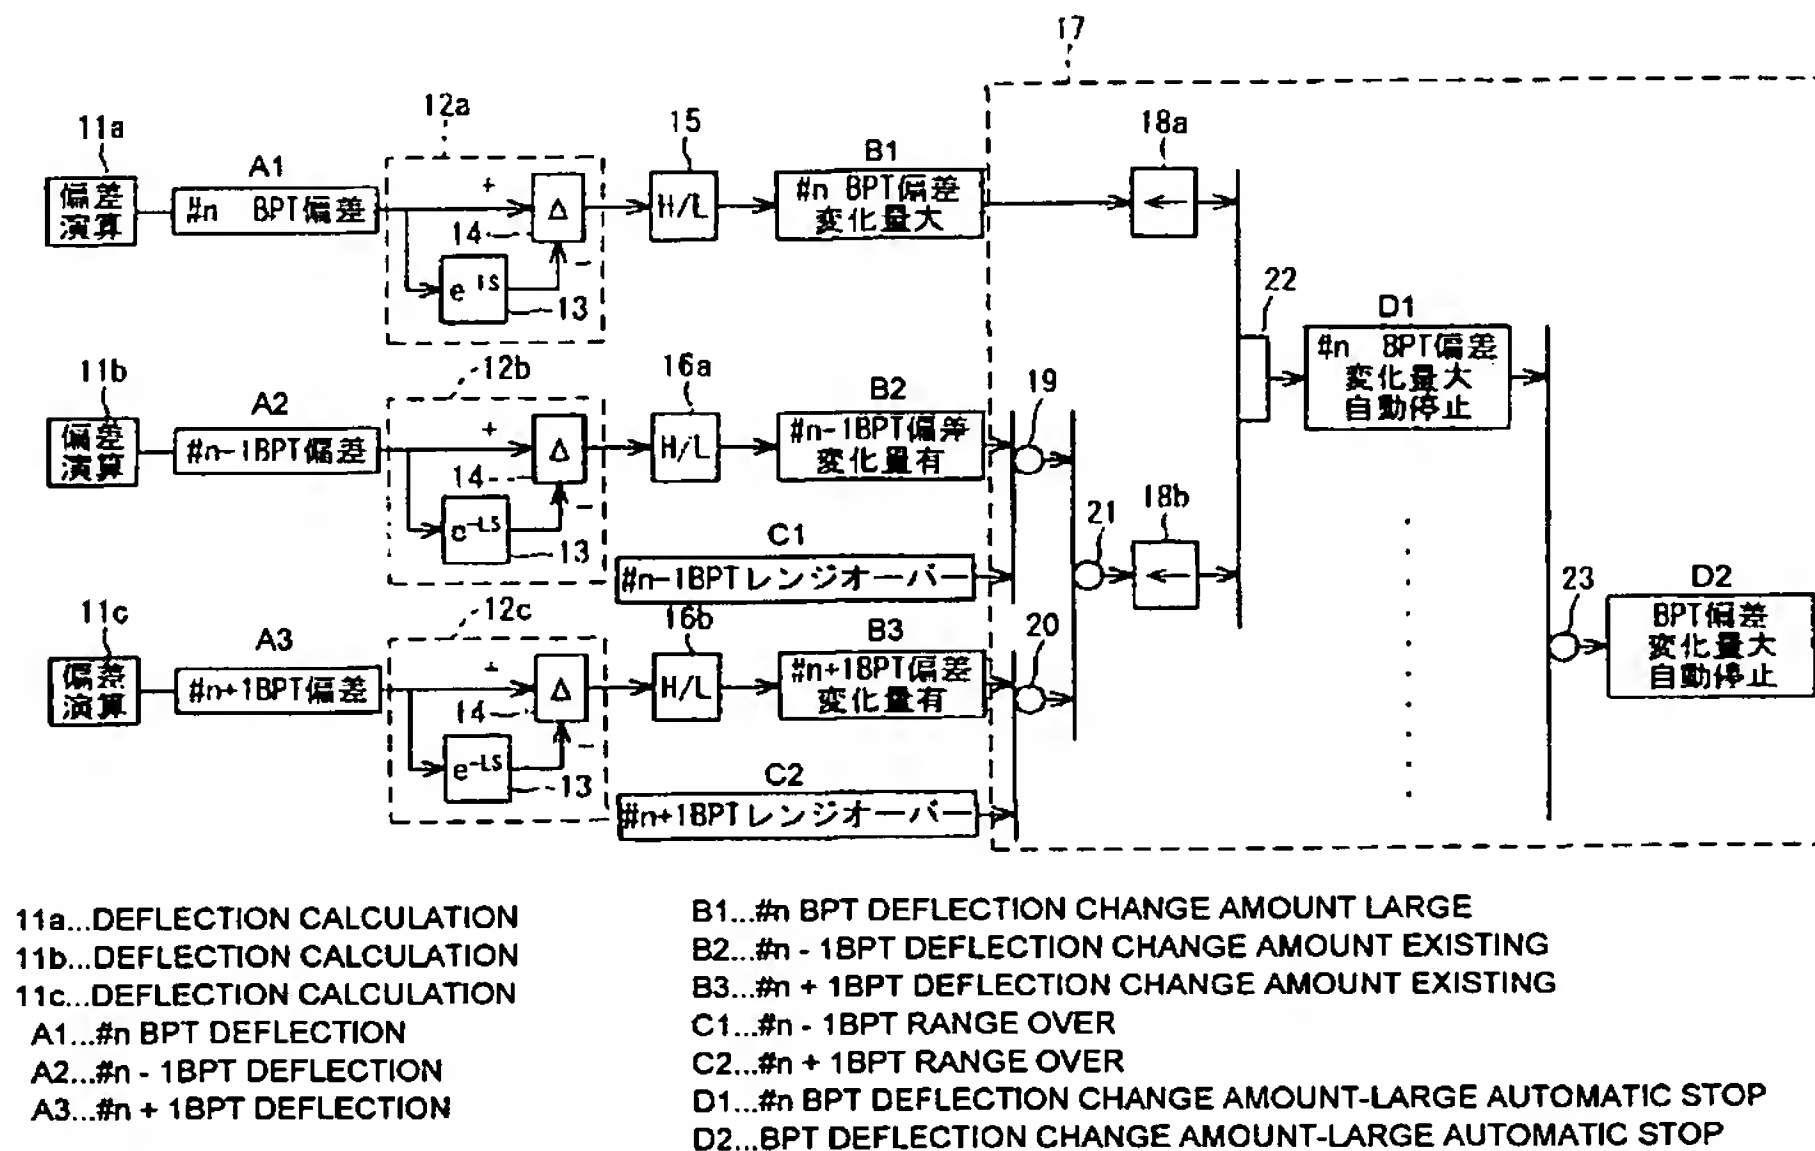 17
12a
11a
15
18a
A1
B1
偏差
演算
#n BPT偏差
+
Δ
H/L
#n BPT偏差
変化量大
←
14
−
e-LS
13
22
D1
11b
12b
16a
19
#n BPT偏差
変化量大
自動停止
A2
B2
偏差
演算
#n−1BPT偏差
+
Δ
H/L
#n−1BPT偏差
変化量有
14
−
e-LS
13
21
18b
C1
←
#n−1BPTレンジオーバー
23
D2
11c
12c
16b
20
BPT偏差
変化量大
自動停止
A3
B3
偏差
演算
#n+1BPT偏差
+
Δ
H/L
#n+1BPT偏差
変化量有
14
−
e-LS
13
C2
#n+1BPTレンジオーバー
11a...DEFLECTION CALCULATION
11b...DEFLECTION CALCULATION
11c...DEFLECTION CALCULATION
A1...#n BPT DEFLECTION
A2...#n - 1BPT DEFLECTION
A3...#n + 1BPT DEFLECTION
B1...#n BPT DEFLECTION CHANGE AMOUNT LARGE
B2...#n - 1BPT DEFLECTION CHANGE AMOUNT EXISTING
B3...#n + 1BPT DEFLECTION CHANGE AMOUNT EXISTING
C1...#n - 1BPT RANGE OVER
C2...#n + 1BPT RANGE OVER
D1...#n BPT DEFLECTION CHANGE AMOUNT-LARGE AUTOMATIC STOP
D2...BPT DEFLECTION CHANGE AMOUNT-LARGE AUTOMATIC STOP